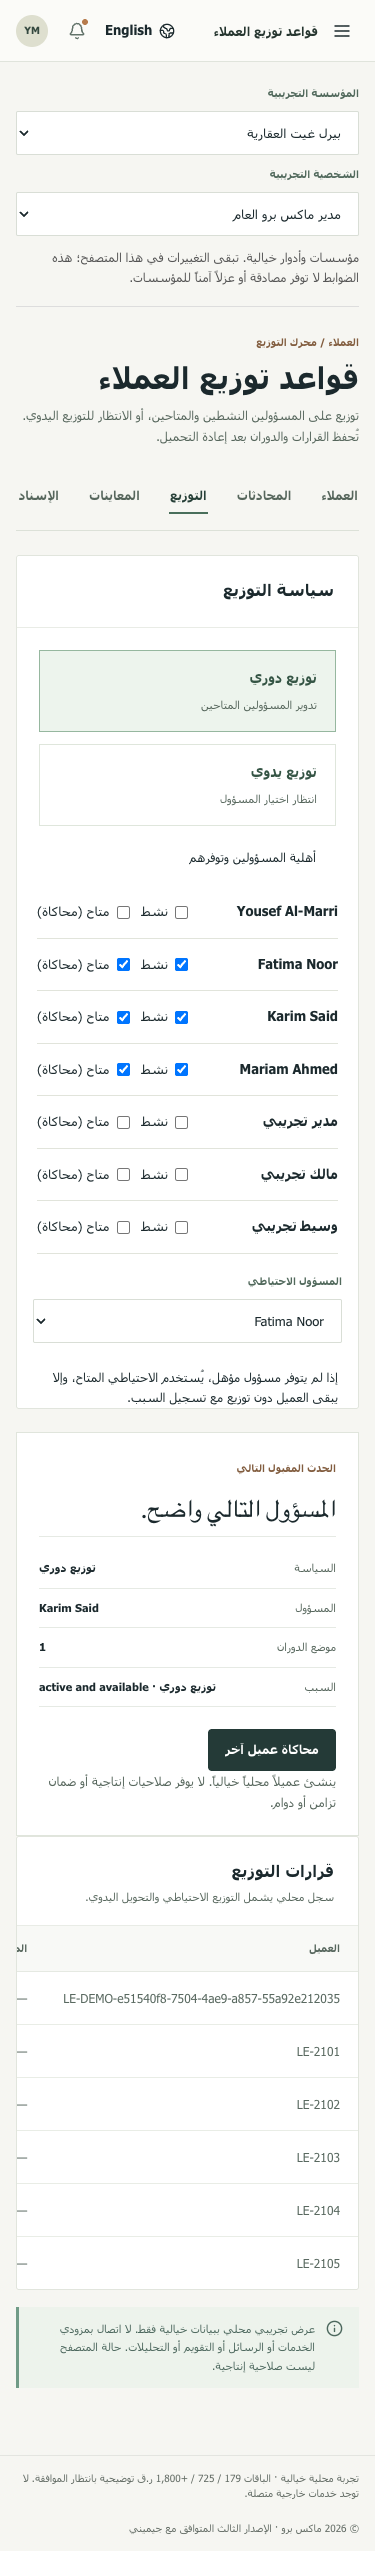 قواعد توزيع العملاء
English
YM
المؤسسة التجريبية
بيرل غيت العقارية
الشخصية التجريبية
مدير ماكس برو العام
مؤسسات وأدوار خيالية. تبقى التغييرات في هذا المتصفح؛ هذه
الضوابط لا توفر مصادقة أو عزلاً آمناً للمؤسسات.
العملاء / محرك التوزيع
قواعد توزيع العملاء
توزيع على المسؤولين النشطين والمتاحين، أو الانتظار للتوزيع اليدوي.
تُحفظ القرارات والدوران بعد إعادة التحميل.
العملاء المحادثات التوزيع المعاينات الإسناد
سياسة التوزيع
توزيع دوري
تدوير المسؤولين المتاحين
توزيع يدوي
انتظار اختيار المسؤول
أهلية المسؤولين وتوفرهم
Yousef Al-Marri نشط متاح (محاكاة)
Fatima Noor نشط متاح (محاكاة)
Karim Said نشط متاح (محاكاة)
Mariam Ahmed نشط متاح (محاكاة)
مدير تجريبي نشط متاح (محاكاة)
مالك تجريبي نشط متاح (محاكاة)
وسيط تجريبي نشط متاح (محاكاة)
المسؤول الاحتياطي
Fatima Noor
إذا لم يتوفر مسؤول مؤهل، يُستخدم الاحتياطي المتاح، وإلا
يبقى العميل دون توزيع مع تسجيل السبب.
الحدث المقبول التالي
المسؤول التالي واضح.
السياسة توزيع دوري
المسؤول Karim Said
موضع الدوران 1
السبب توزيع دوري · active and available
محاكاة عميل آخر
ينشئ عميلاً محلياً خيالياً. لا يوفر صلاحيات إنتاجية أو ضمان
تزامن أو دوام.
قرارات التوزيع
سجل محلي يشمل التوزيع الاحتياطي والتحويل اليدوي.
العميل
LE-DEMO-e51540f8-7504-4ae9-a857-55a92e212035 —
LE-2101 —
LE-2102 —
LE-2103 —
LE-2104 —
LE-2105 —
عرض تجريبي محلي ببيانات خيالية فقط. لا اتصال بمزودي
الخدمات أو الرسائل أو التقويم أو التحليلات. حالة المتصفح
ليست صلاحية إنتاجية.
تجربة محلية خيالية · الباقات 179 / 725 / +1,800 ر.ق توضيحية بانتظار الموافقة. لا
توجد خدمات خارجية متصلة.
© 2026 ماكس برو · الإصدار الثالث المتوافق مع جيميني